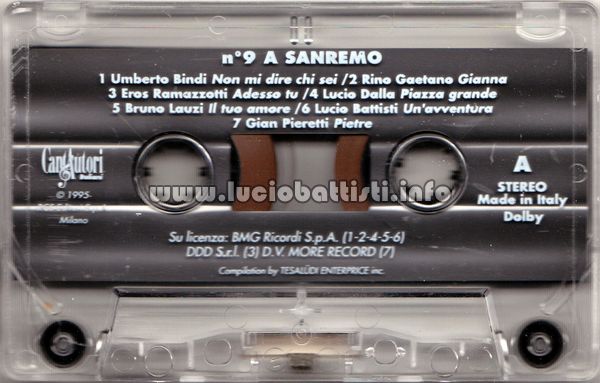 n°9 A SANREMO
1 Umberto Bindi Non mi dire chi sei /2 Rino Gaetano Gianna
3 Eros Ramazzotti Adesso tu /4 Lucio Dalla Piazza grande
5 Bruno Lauzi Il tuo amore /6 Lucio Battisti Un'avventura
7 Gian Pieretti Pietre
CantAutori
Italiani
© 1995
Milano
A
STEREO
Made in Italy
Dolby
www.luciobattisti.info
Su licenza: BMG Ricordi S.p.A. (1-2-4-5-6)
DDD S.r.l. (3) D.V. MORE RECORD (7)
Compilation by TESALÜDI ENTERPRICE inc.